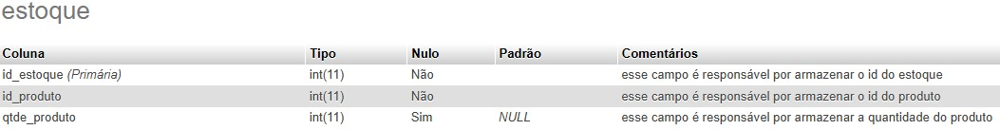 estoque
Coluna Tipo Nulo Padrão Comentários
id_estoque (Primária) int(11) Não esse campo é responsável por armazenar o id do estoque
id_produto int(11) Não esse campo é responsável por armazenar o id do produto
qtde_produto int(11) Sim NULL esse campo é responsável por armazenar a quantidade do produto